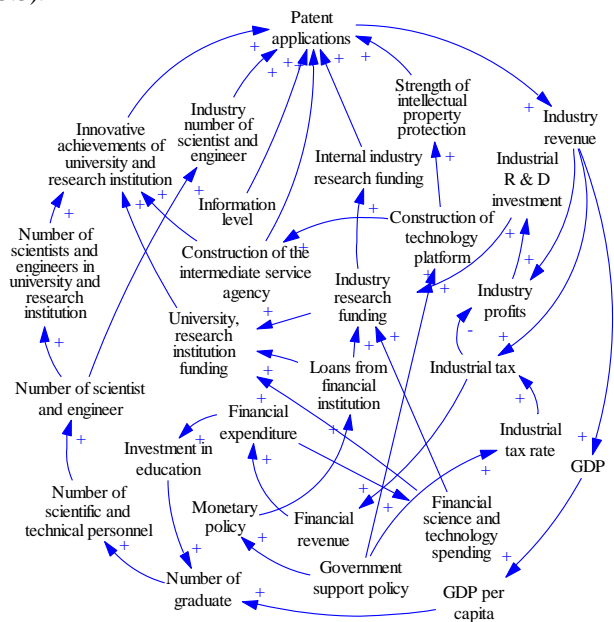 Patent
applications
Strength of
intellectual
property
protection
Industry
revenue
Industry
number of
scientist and
engineer
Innovative
achievements of
university and
research institution
Internal industry
research funding
Industrial
R & D
investment
Information
level
Construction of
technology
platform
Number of
scientists and
engineers in
university and
research
institution
Construction of the
intermediate service
agency
Industry
research
funding
Industry
profits
University,
research
institution
funding
Loans from
financial
institution
Industrial tax
Number of scientist
and engineer
Financial
expenditure
Industrial
tax rate
Investment in
education
GDP
Number of
scientific and
technical personnel
Monetary
policy
Financial
revenue
Financial
science and
technology
spending
Number of
graduate
Government
support policy
GDP per
capita